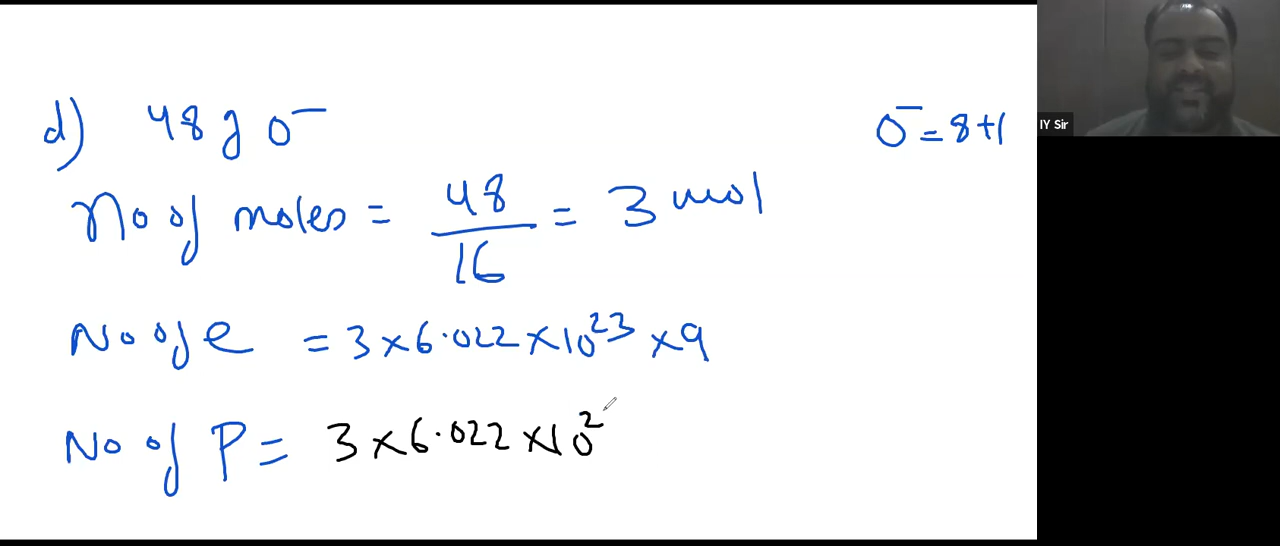 d) 48 g O⁻
O⁻ = 8+1
IY Sir
No of moles = 48/16 = 3 mol
No of e = 3 × 6.022 × 10²³ × 9
No of P = 3 × 6.022 × 10²